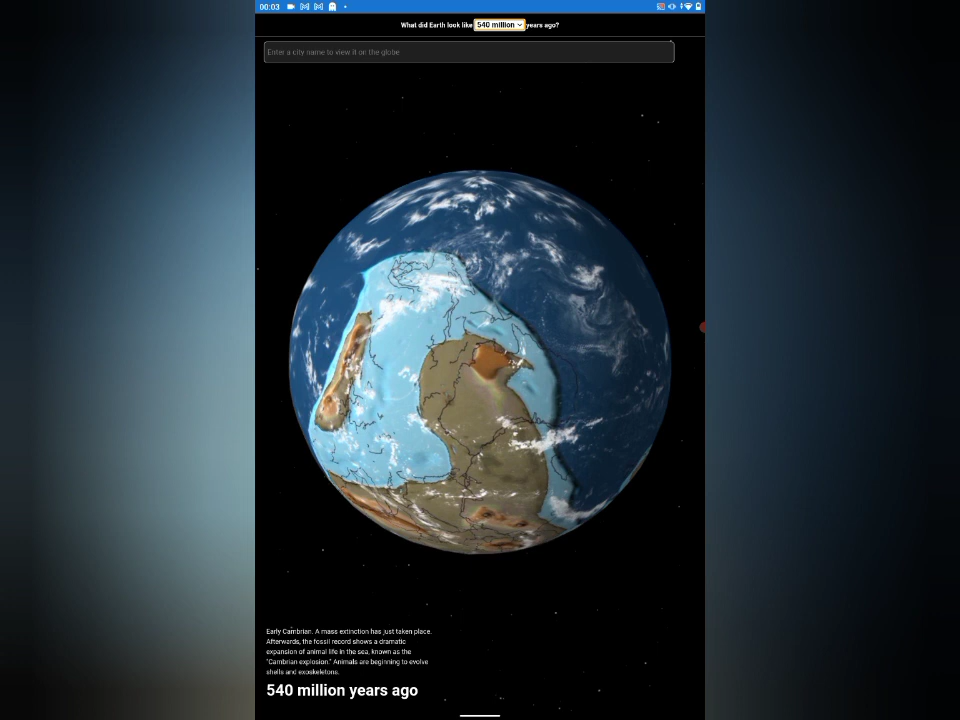 00:03
What did Earth look like 540 million years ago?
Enter a city name to view it on the globe
Early Cambrian. A mass extinction has just taken place.
Afterwards, the fossil record shows a dramatic
expansion of animal life in the sea, known as the
"Cambrian explosion." Animals are beginning to evolve
shells and exoskeletons.
540 million years ago